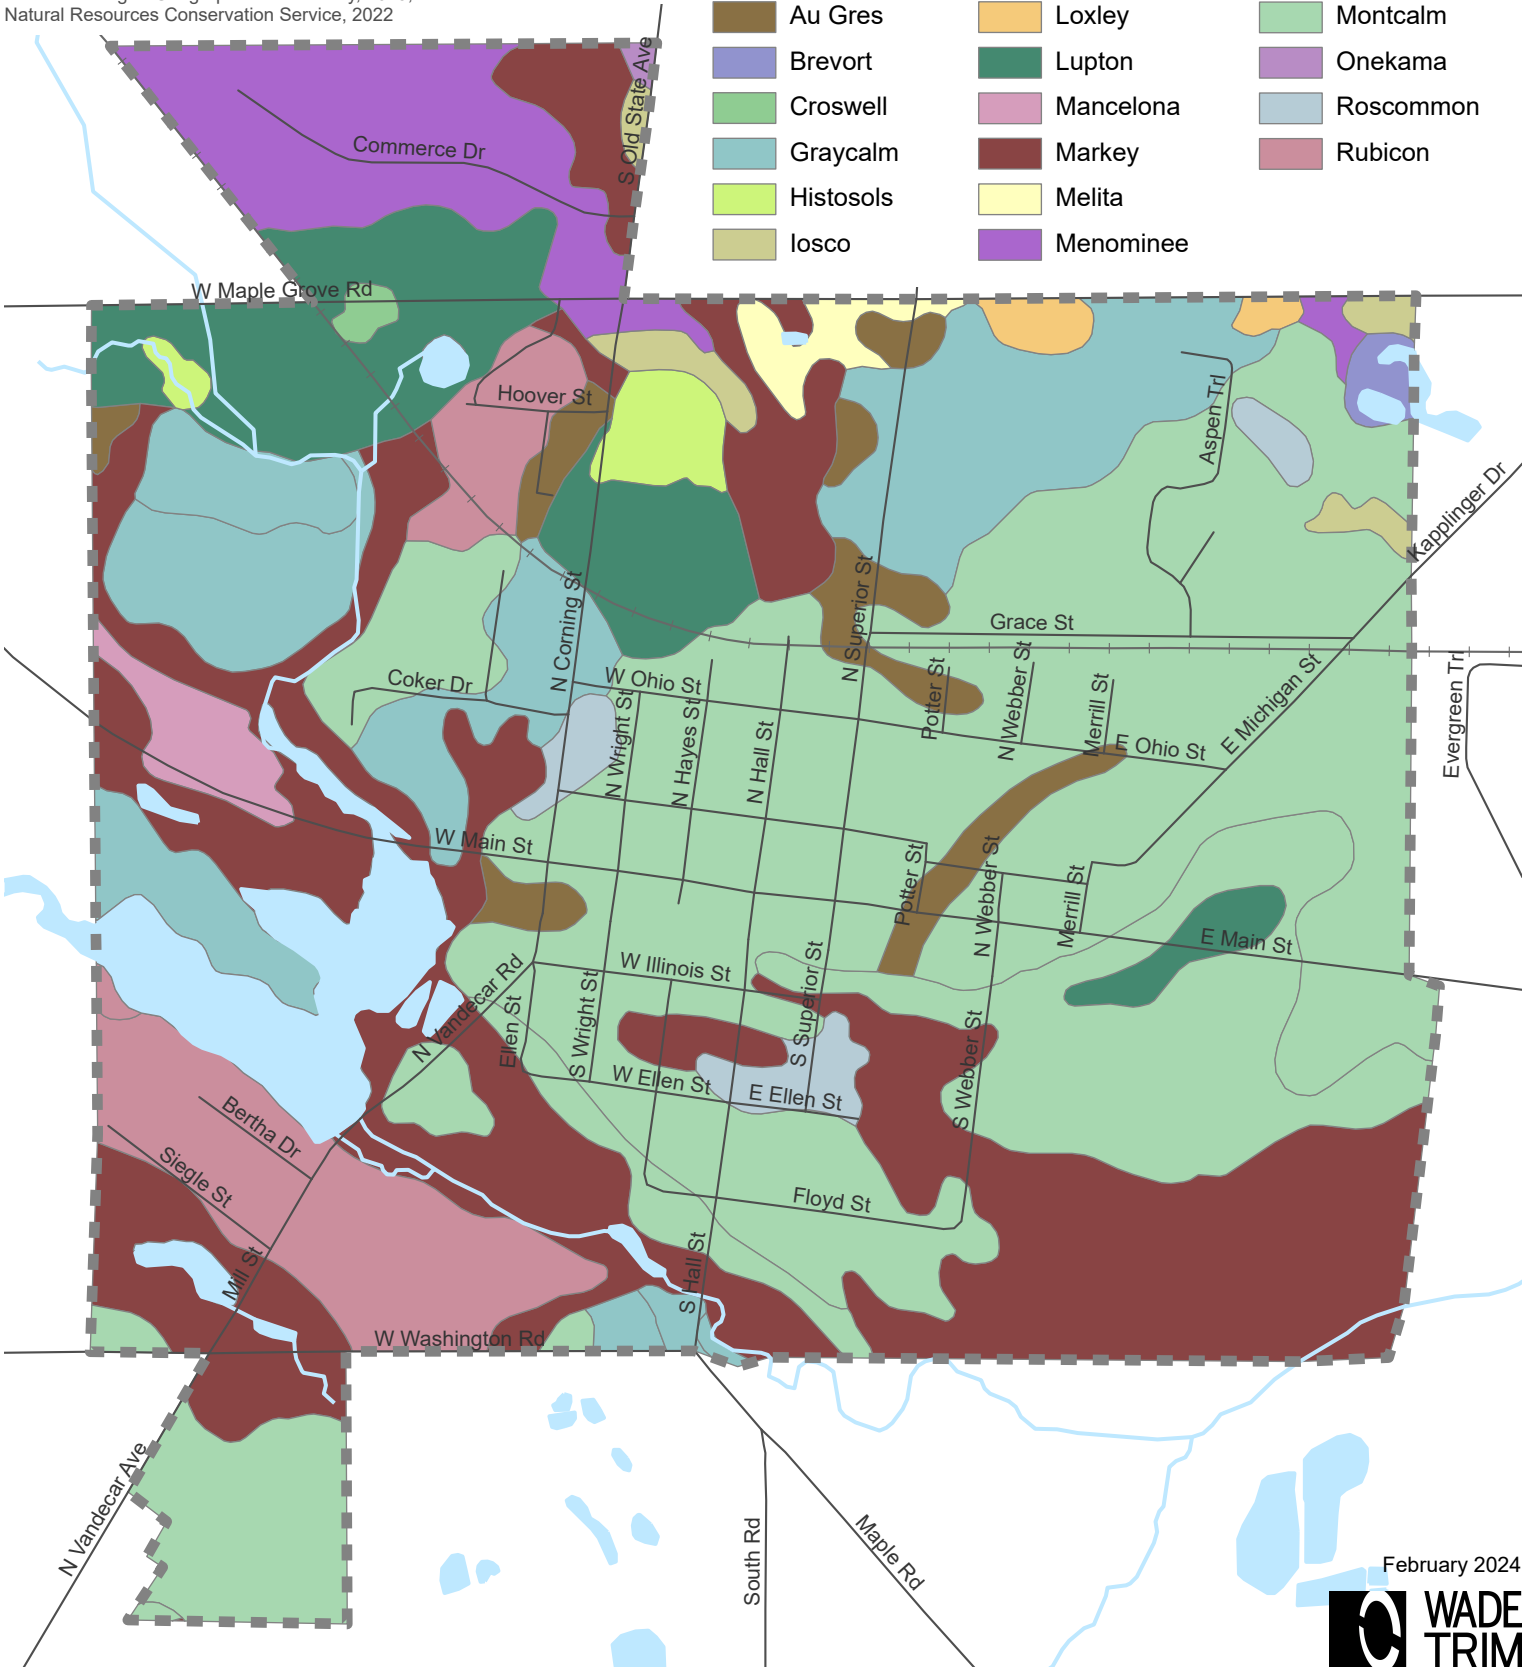 Natural Resources Conservation Service, 2022
Au Gres
Brevort
Croswell
Graycalm
Histosols
Iosco
Loxley
Lupton
Mancelona
Markey
Melita
Menominee
Montcalm
Onekama
Roscommon
Rubicon
S Old State Ave
Commerce Dr
W Maple Grove Rd
Hoover St
Aspen Trl
Kapplinger Dr
N Corning St
N Superior St
Grace St
Coker Dr
W Ohio St
N Wright St
N Hayes St
N Hall St
Potter St
N Webber St
Merrill St
E Ohio St
E Michigan St
Evergreen Trl
W Main St
Potter St
N Webber St
Merrill St
E Main St
N Vandecar Rd
W Illinois St
Ellen St
S Wright St
S Superior St
W Ellen St
E Ellen St
S Webber St
Bertha Dr
Siegle St
Floyd St
Mill St
S Hall St
W Washington Rd
N Vandecar Ave
South Rd
Maple Rd
February 2024
WADE
TRIM